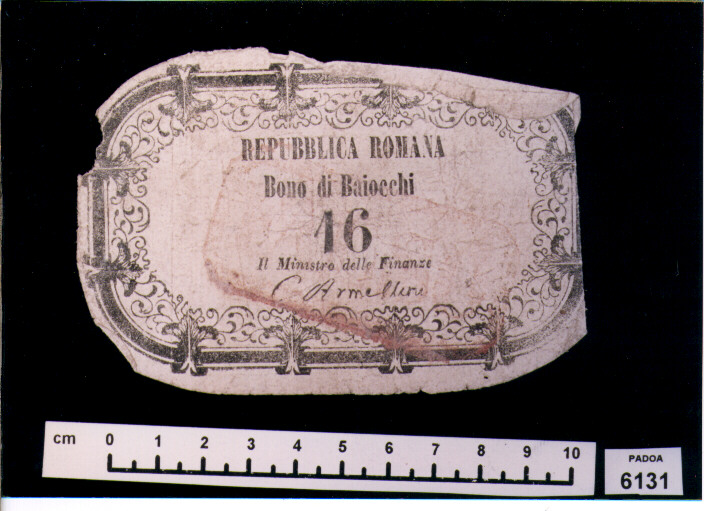 REPUBBLICA ROMANA
Bono di Baiocchi
16
Il Ministro delle Finanze
C Armellini
cm 0 1 2 3 4 5 6 7 8 9 10
PADOA
6131